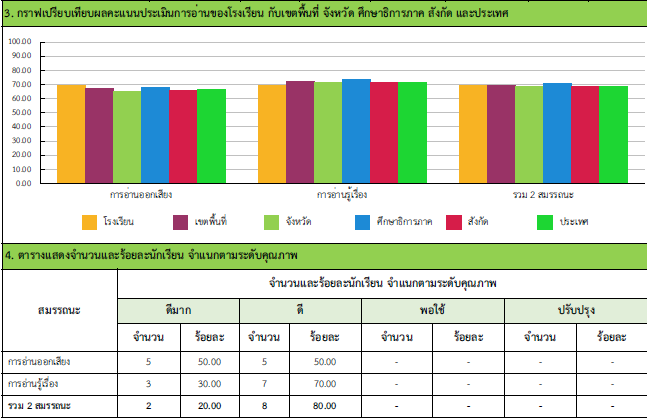 3. กราฟเปรียบเทียบผลคะแนนประเมินการอ่านของโรงเรียน กับเขตพื้นที่ จังหวัด ศึกษาธิการภาค สังกัด และประเทศ
100.00
90.00
80.00
70.00
60.00
50.00
40.00
30.00
20.00
10.00
0.00
การอ่านออกเสียง การอ่านรู้เรื่อง รวม 2 สมรรถนะ
โรงเรียน เขตพื้นที่ จังหวัด ศึกษาธิการภาค สังกัด ประเทศ
4. ตารางแสดงจำนวนและร้อยละนักเรียน จำแนกตามระดับคุณภาพ
สมรรถนะ จำนวนและร้อยละนักเรียน จำแนกตามระดับคุณภาพ
ดีมาก ดี พอใช้ ปรับปรุง
จำนวน ร้อยละ จำนวน ร้อยละ จำนวน ร้อยละ จำนวน ร้อยละ
การอ่านออกเสียง 5 50.00 5 50.00 - - - -
การอ่านรู้เรื่อง 3 30.00 7 70.00 - - - -
รวม 2 สมรรถนะ 2 20.00 8 80.00 - - - -